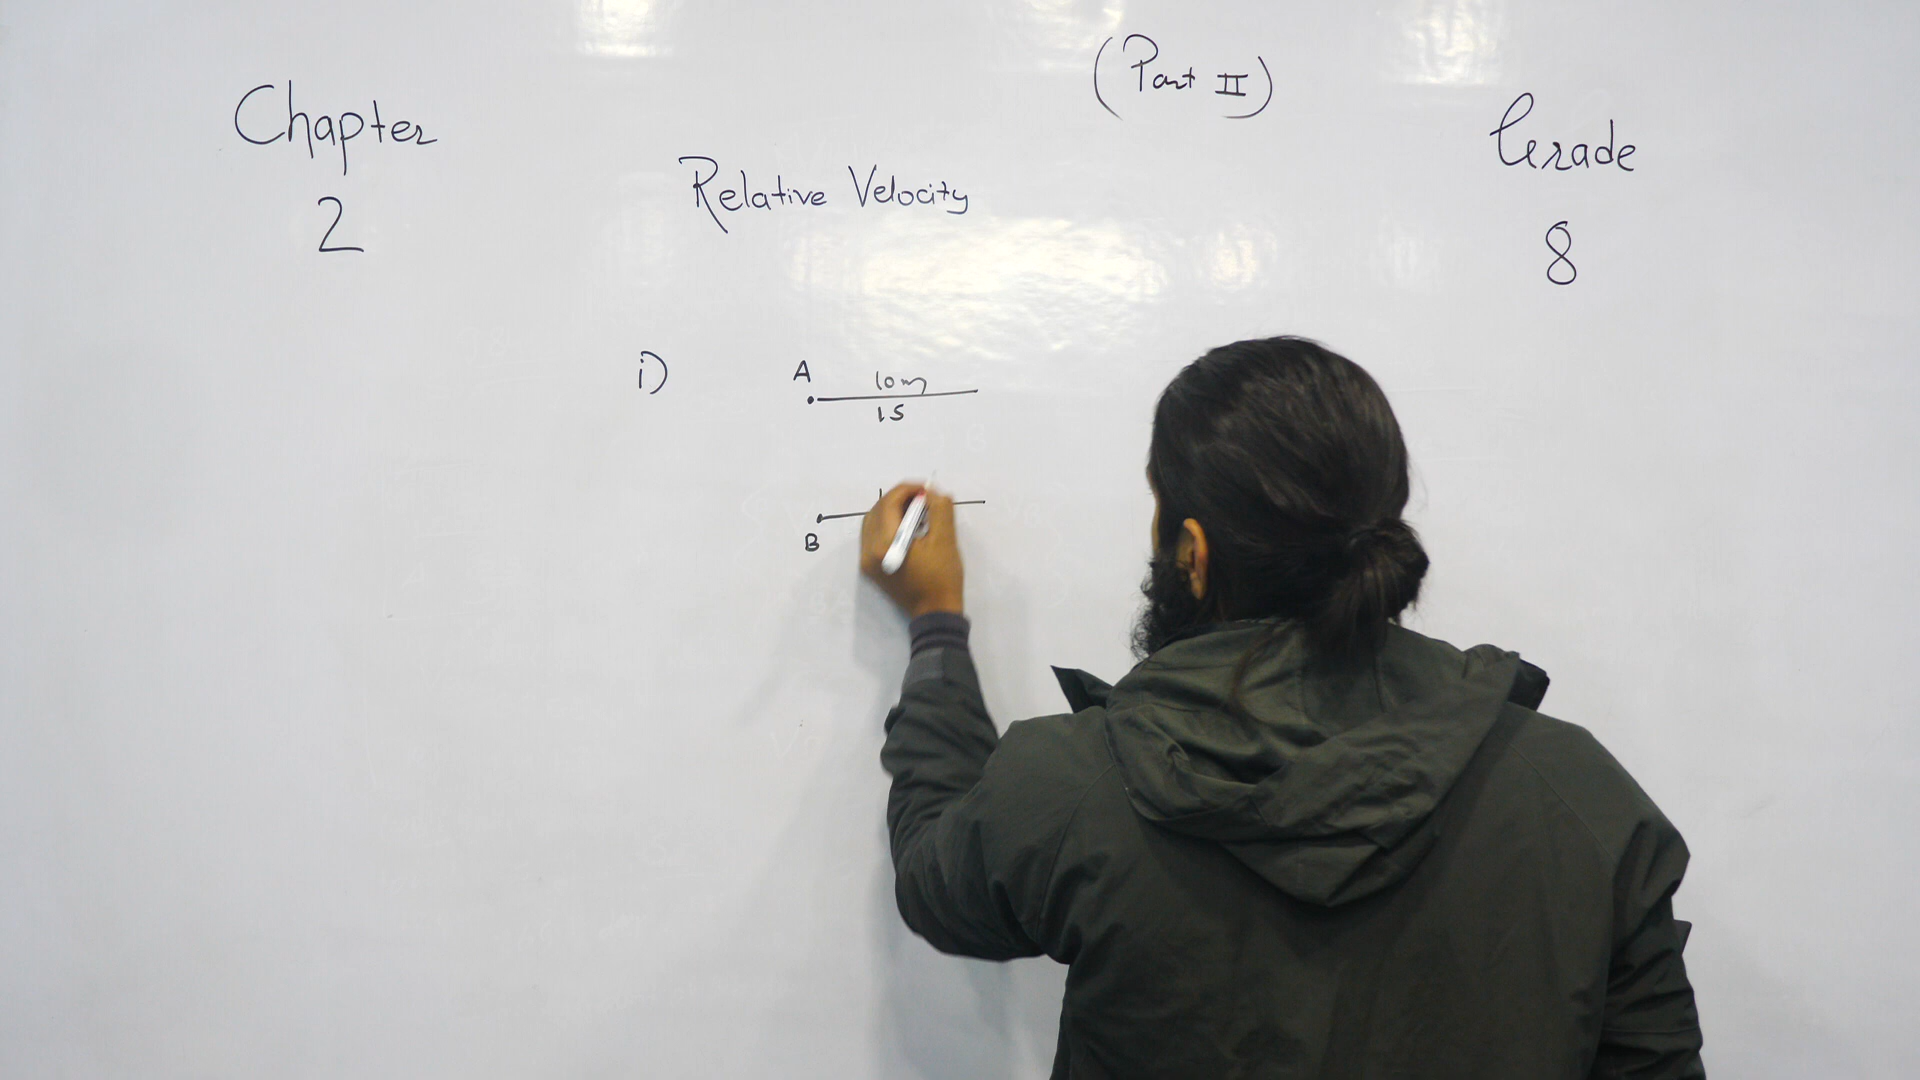 (Part II)
Chapter
2
Grade
8
Relative Velocity
i)
A
10m
1s
B